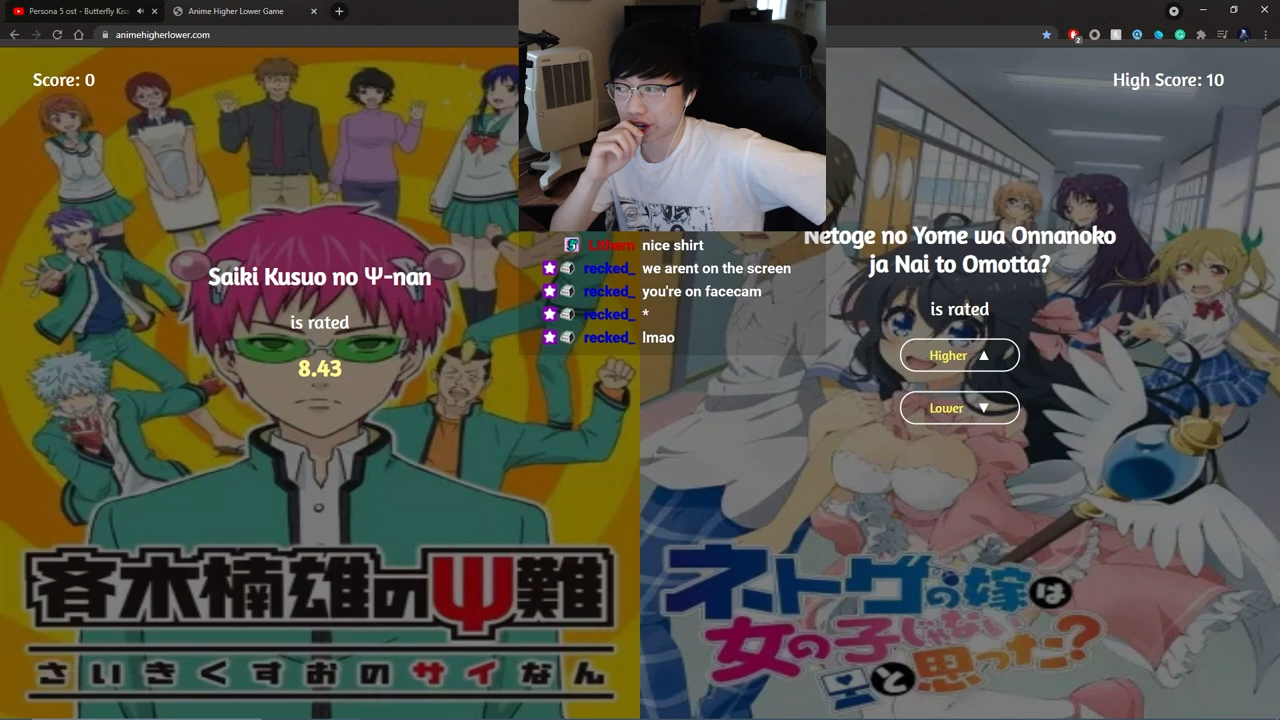 Persona 5 ost - Butterfly Kis
Anime Higher Lower Game
animehigherlower.com
2
Score: 0
High Score: 10
Lithern nice shirt
recked_ we arent on the screen
recked_ you're on facecam
recked_ *
recked_ lmao
Saiki Kusuo no Ψ-nan
is rated
8.43
Netoge no Yome wa Onnanoko
ja Nai to Omotta?
is rated
Higher ▲
Lower ▼
斉木楠雄のΨ難
さいきくすおのサイなん
ネトゲの嫁は
女の子じゃない
と思った?